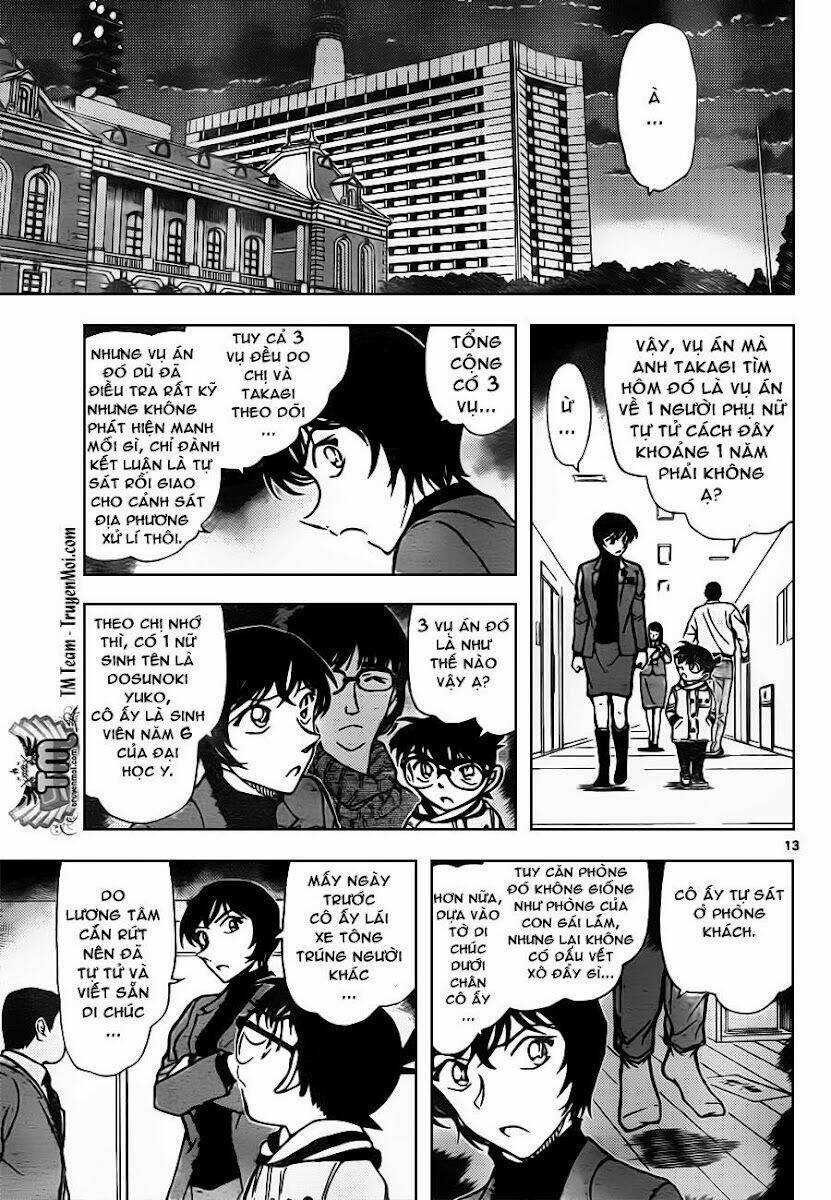 À
...
VẬY, VỤ ÁN MÀ
ANH TAKAGI TÌM
HÔM ĐÓ LÀ VỤ ÁN
VỀ 1 NGƯỜI PHỤ NỮ
TỰ TỬ CÁCH ĐÂY
KHOẢNG 1 NĂM
PHẢI KHÔNG
Ạ?
Ừ
...
TỔNG
CỘNG
CÓ 3
VỤ...
TUY CẢ 3
VỤ ĐỀU DO
CHỊ VÀ
TAKAGI
THEO DÕI
...
NHƯNG VỤ ÁN
ĐÓ DÙ ĐÃ
ĐIỀU TRA RẤT KỸ
NHƯNG KHÔNG
PHÁT HIỆN MANH
MỐI GÌ, CHỈ ĐÀNH
KẾT LUẬN LÀ TỰ
SÁT RỒI GIAO
CHO CẢNH SÁT
ĐỊA PHƯƠNG
XỬ LÍ THÔI.
3 VỤ ÁN ĐÓ
LÀ NHƯ
THẾ NÀO
VẬY Ạ?
THEO CHỊ NHỚ
THÌ, CÓ 1 NỮ
SINH TÊN LÀ
DOSUNOKI
YUKO,
CÔ ẤY LÀ SINH
VIÊN NĂM 6
CỦA ĐẠI
HỌC Y.
TM Team - TruyenMoi.com
TM
truyenmoi.com
13
CÔ ẤY TỰ SÁT
Ở PHÒNG
KHÁCH.
TUY CĂN PHÒNG
ĐÓ KHÔNG GIỐNG
NHƯ PHÒNG CỦA
CON GÁI LẮM,
NHƯNG LẠI KHÔNG
CÓ DẤU VẾT
XÔ ĐẨY GÌ...
HƠN NỮA,
DỰA VÀO
TỜ DI
CHÚC
DƯỚI
CHÂN
CÔ ẤY
...
MẤY NGÀY
TRƯỚC
CÔ ẤY LÁI
XE TÔNG
TRÚNG NGƯỜI
KHÁC
...
DO
LƯƠNG TÂM
CẮN RỨT
NÊN ĐÃ
TỰ TỬ VÀ
VIẾT SẴN
DI CHÚC
...